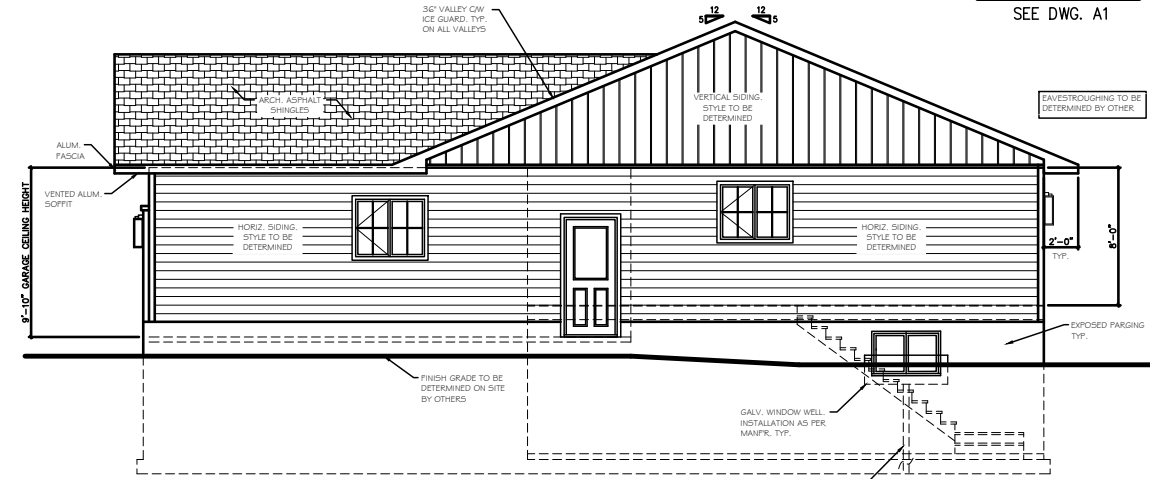 SEE DWG. A1
36" VALLEY C/W
ICE GUARD. TYP.
ON ALL VALLEYS
12
5
12
5
ARCH. ASPHALT
SHINGLES
VERTICAL SIDING.
STYLE TO BE
DETERMINED
EAVESTROUGHING TO BE
DETERMINED BY OTHER
ALUM.
FASCIA
VENTED ALUM.
SOFFIT
9'-10" GARAGE CEILING HEIGHT
HORIZ. SIDING.
STYLE TO BE
DETERMINED
HORIZ. SIDING.
STYLE TO BE
DETERMINED
2'-0"
TYP.
8'-0"
EXPOSED PARGING
TYP.
FINISH GRADE TO BE
DETERMINED ON SITE
BY OTHERS
GALV. WINDOW WELL.
INSTALLATION AS PER
MANF'R. TYP.